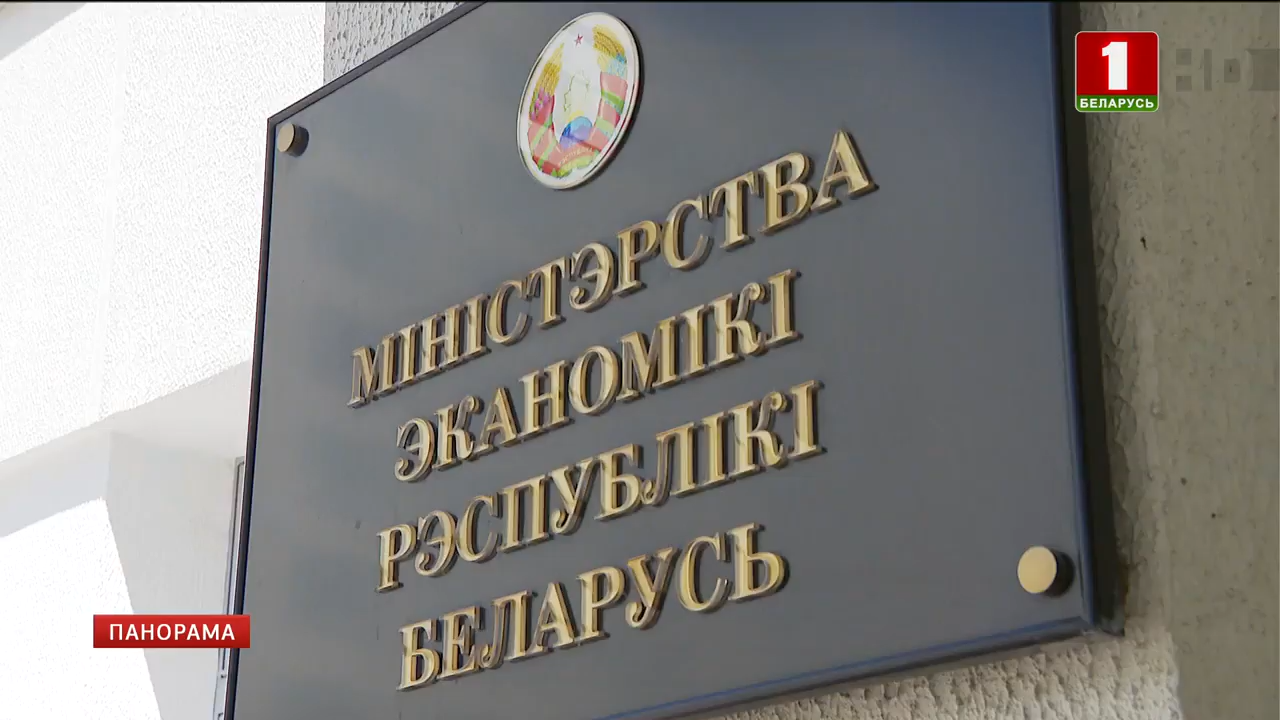 1
БЕЛАРУСЬ
МІНІСТЭРСТВА
ЭКАНОМІКІ
РЭСПУБЛІКІ
БЕЛАРУСЬ
ПАНОРАМА